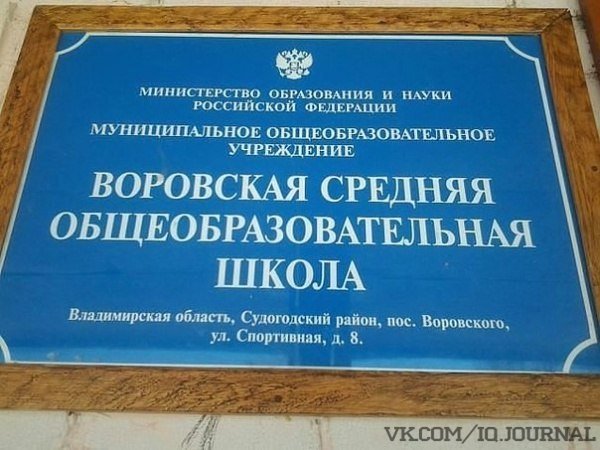 МИНИСТЕРСТВО ОБРАЗОВАНИЯ И НАУКИ
РОССИЙСКОЙ ФЕДЕРАЦИИ
МУНИЦИПАЛЬНОЕ ОБЩЕОБРАЗОВАТЕЛЬНОЕ
УЧРЕЖДЕНИЕ
ВОРОВСКАЯ СРЕДНЯЯ
ОБЩЕОБРАЗОВАТЕЛЬНАЯ
ШКОЛА
Владимирская область, Судогодский район, пос. Воровского,
ул. Спортивная, д. 8.
VK.COM/IQ.JOURNAL